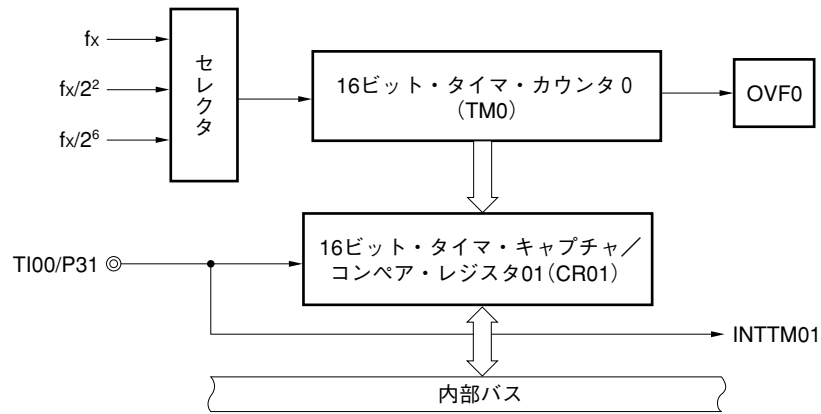 fx
fx/2²
fx/2⁶
セレクタ
16ビット・タイマ・カウンタ0
(TM0)
OVF0
16ビット・タイマ・キャプチャ／
コンペア・レジスタ01(CR01)
TI00/P31
INTTM01
内部バス